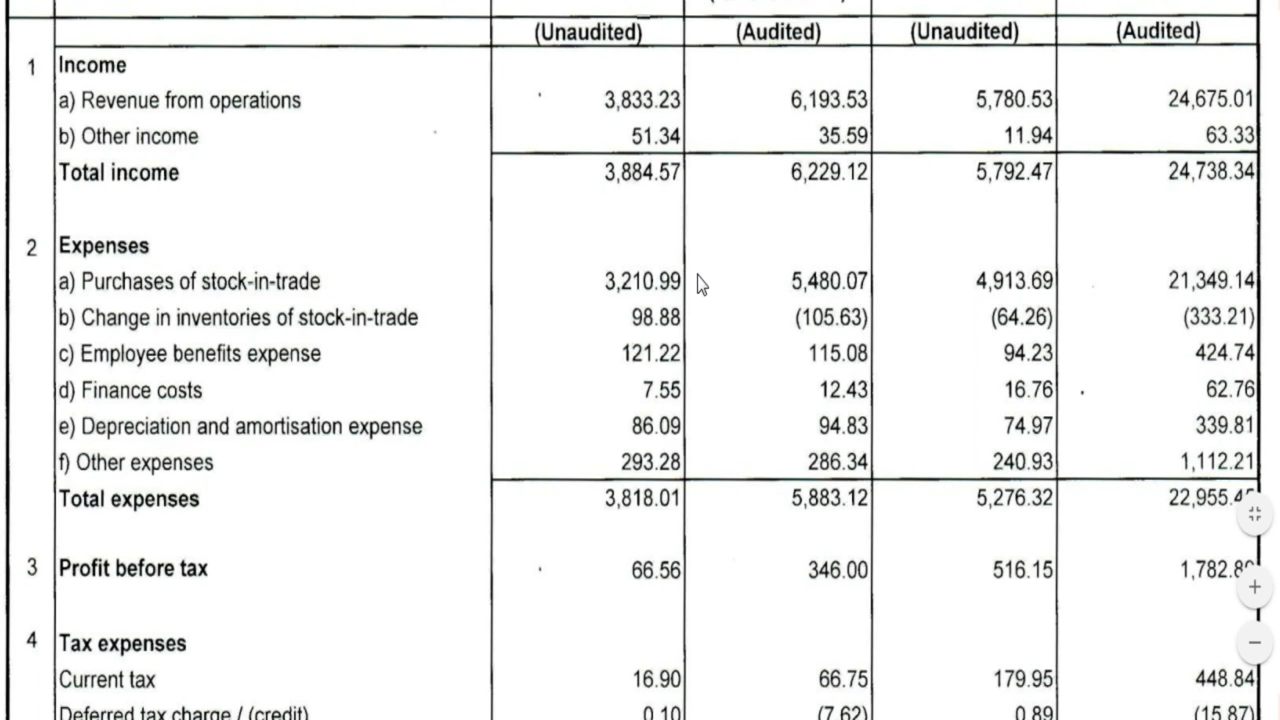 (Unaudited) (Audited) (Unaudited) (Audited)
1 Income
a) Revenue from operations 3,833.23 6,193.53 5,780.53 24,675.01
b) Other income 51.34 35.59 11.94 63.33
Total income 3,884.57 6,229.12 5,792.47 24,738.34
2 Expenses
a) Purchases of stock-in-trade 3,210.99 5,480.07 4,913.69 21,349.14
b) Change in inventories of stock-in-trade 98.88 (105.63) (64.26) (333.21)
c) Employee benefits expense 121.22 115.08 94.23 424.74
d) Finance costs 7.55 12.43 16.76 62.76
e) Depreciation and amortisation expense 86.09 94.83 74.97 339.81
f) Other expenses 293.28 286.34 240.93 1,112.21
Total expenses 3,818.01 5,883.12 5,276.32
3 Profit before tax 66.56 346.00 516.15
4 Tax expenses
Current tax 16.90 66.75 179.95 448.84
Deferred tax charge / (credit) 0.10 (7.62) 0.89 (15.87)